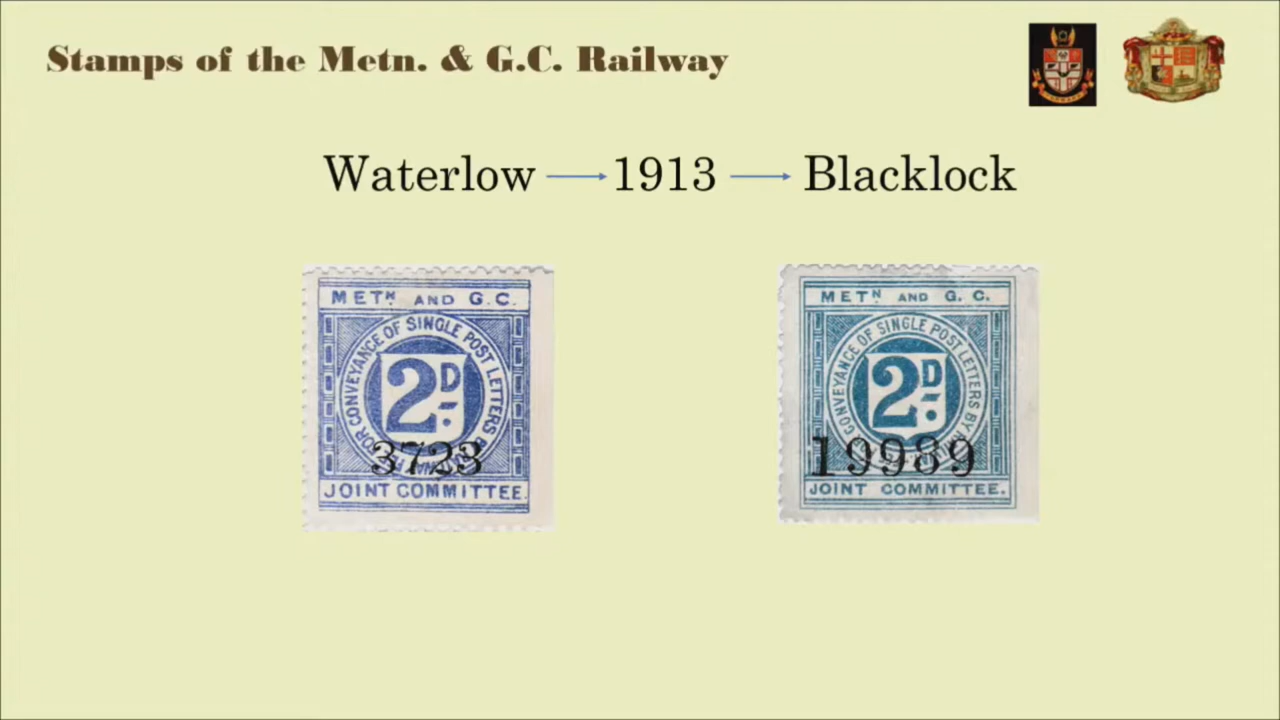 Stamps of the Metn. & G.C. Railway
Waterlow → 1913 → Blacklock
METN. AND G.C.
FOR CONVEYANCE OF SINGLE POST LETTERS
2D.
3723
JOINT COMMITTEE.
METN. AND G. C.
CONVEYANCE OF SINGLE POST LETTERS BY
2D.
19989
JOINT COMMITTEE.